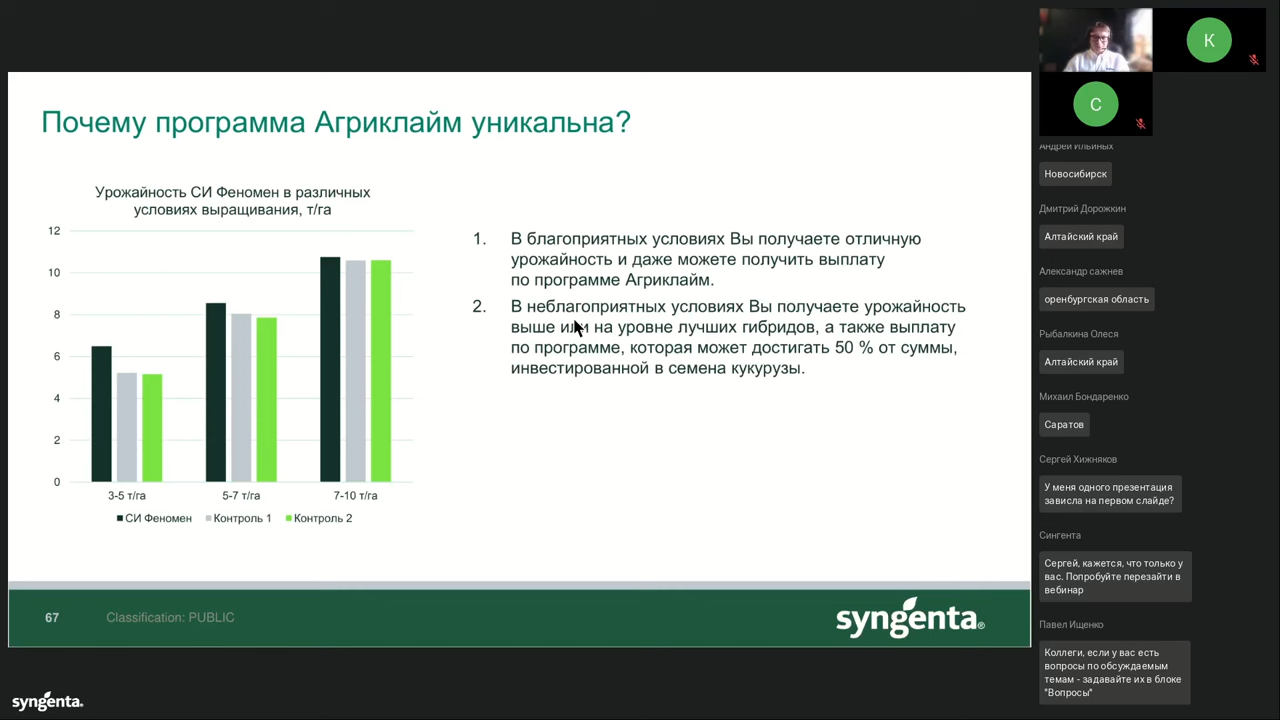 Почему программа Агриклайм уникальна?
Урожайность СИ Феномен в различных
условиях выращивания, т/га
12
10
8
6
4
2
0
3-5 т/га
5-7 т/га
7-10 т/га
СИ Феномен
Контроль 1
Контроль 2
1. В благоприятных условиях Вы получаете отличную
урожайность и даже можете получить выплату
по программе Агриклайм.
2. В неблагоприятных условиях Вы получаете урожайность
выше или на уровне лучших гибридов, а также выплату
по программе, которая может достигать 50 % от суммы,
инвестированной в семена кукурузы.
67
Classification: PUBLIC
syngenta®
syngenta.
К
С
Андрей Ильиных
Новосибирск
Дмитрий Дорожкин
Алтайский край
Александр сажнев
оренбургская область
Рыбалкина Олеся
Алтайский край
Михаил Бондаренко
Саратов
Сергей Хижняков
У меня одного презентация
зависла на первом слайде?
Сингента
Сергей, кажется, что только у
вас. Попробуйте перезайти в
вебинар
Павел Ищенко
Коллеги, если у вас есть
вопросы по обсуждаемым
темам - задавайте их в блоке
"Вопросы"